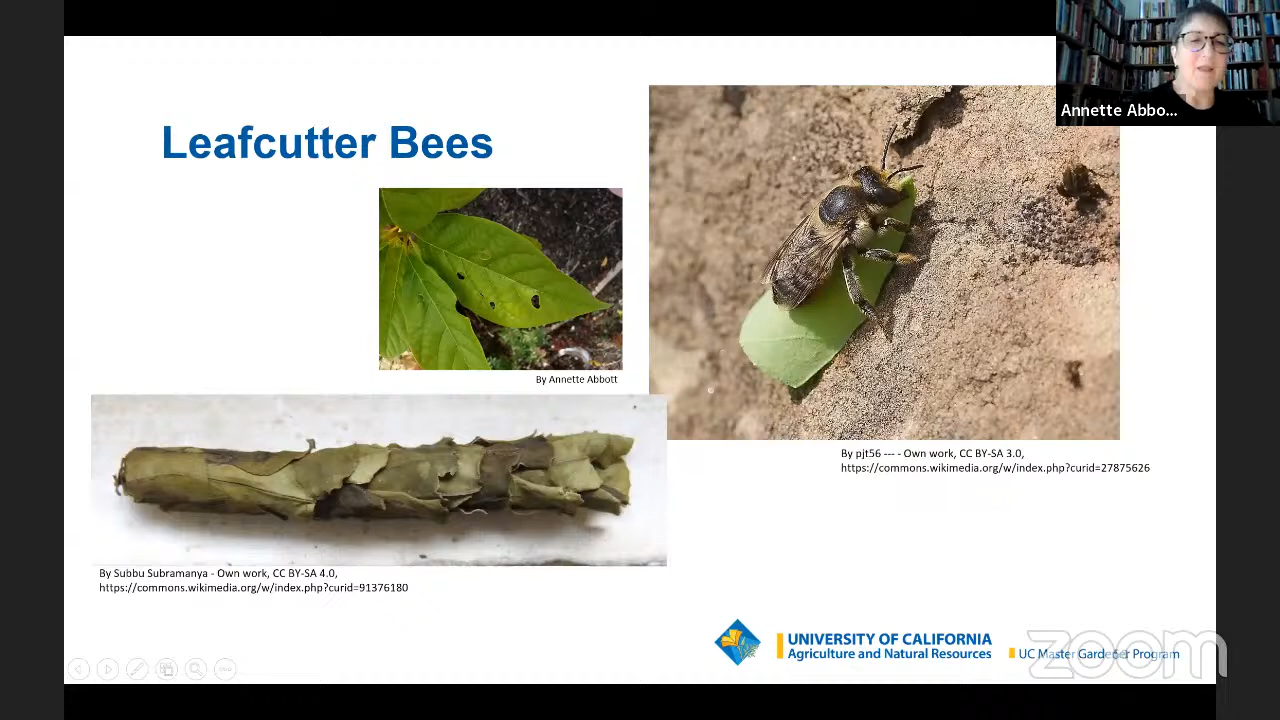 Annette Abbo...
Leafcutter Bees
By Annette Abbott
By pjt56 --- - Own work, CC BY-SA 3.0,
https://commons.wikimedia.org/w/index.php?curid=27875626
By Subbu Subramanya - Own work, CC BY-SA 4.0,
https://commons.wikimedia.org/w/index.php?curid=91376180
UNIVERSITY OF CALIFORNIA
Agriculture and Natural Resources
UC Master Gardener Program
zoom